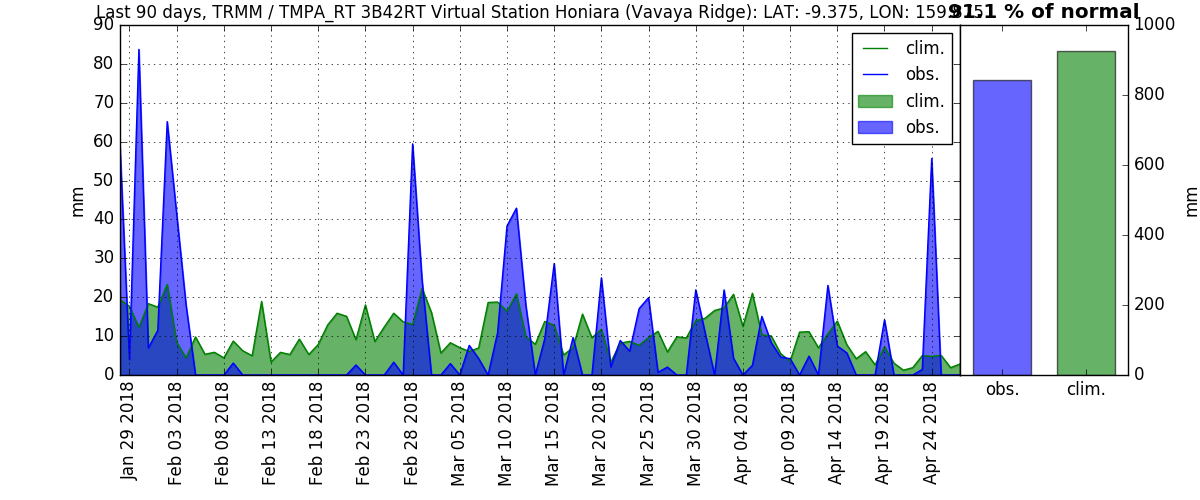 Last 90 days, TRMM / TMPA_RT 3B42RT Virtual Station Honiara (Vavaya Ridge): LAT: -9.375, LON:
91.1 % of normal
clim.
obs.
clim.
obs.
90
80
70
60
50
40
30
20
10
0
mm
Jan 29 2018
Feb 03 2018
Feb 08 2018
Feb 13 2018
Feb 18 2018
Feb 23 2018
Feb 28 2018
Mar 05 2018
Mar 10 2018
Mar 15 2018
Mar 20 2018
Mar 25 2018
Mar 30 2018
Apr 04 2018
Apr 09 2018
Apr 14 2018
Apr 19 2018
Apr 24 2018
1000
800
600
400
200
0
mm
obs.
clim.